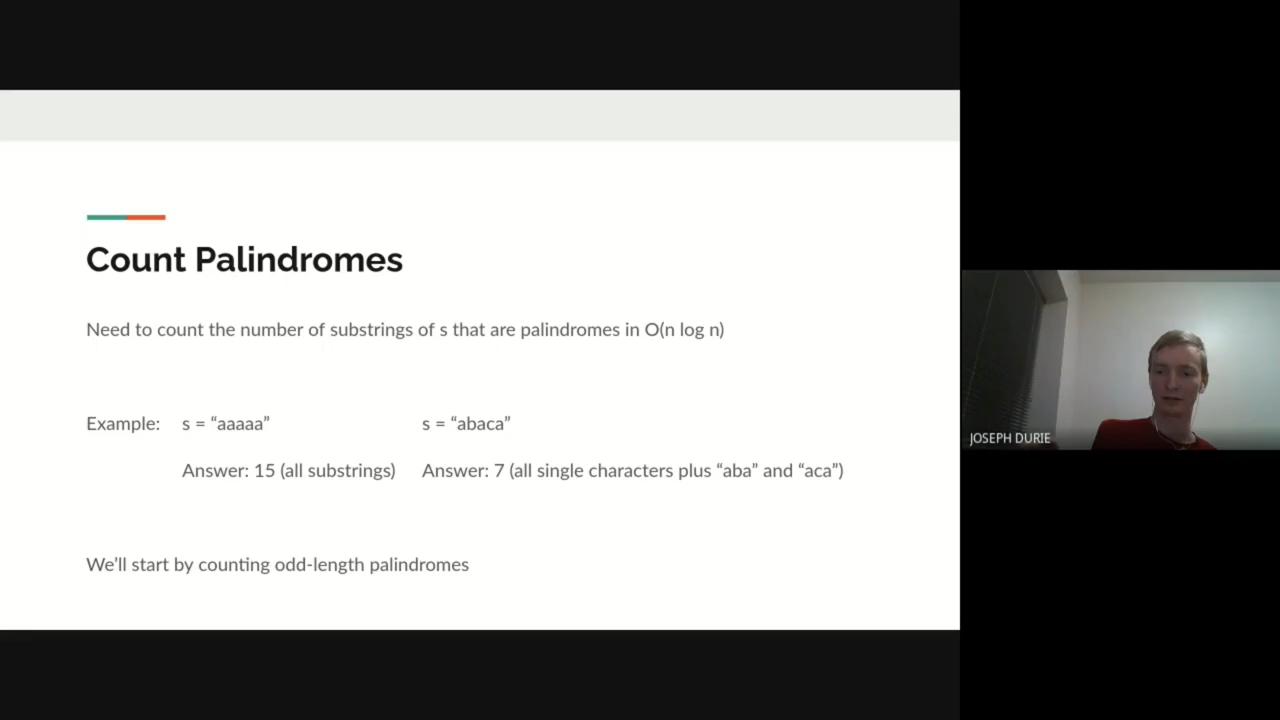 Count Palindromes
Need to count the number of substrings of s that are palindromes in O(n log n)
Example: s = “aaaaa” s = “abaca”
Answer: 15 (all substrings) Answer: 7 (all single characters plus “aba” and “aca”)
We’ll start by counting odd-length palindromes
JOSEPH DURIE